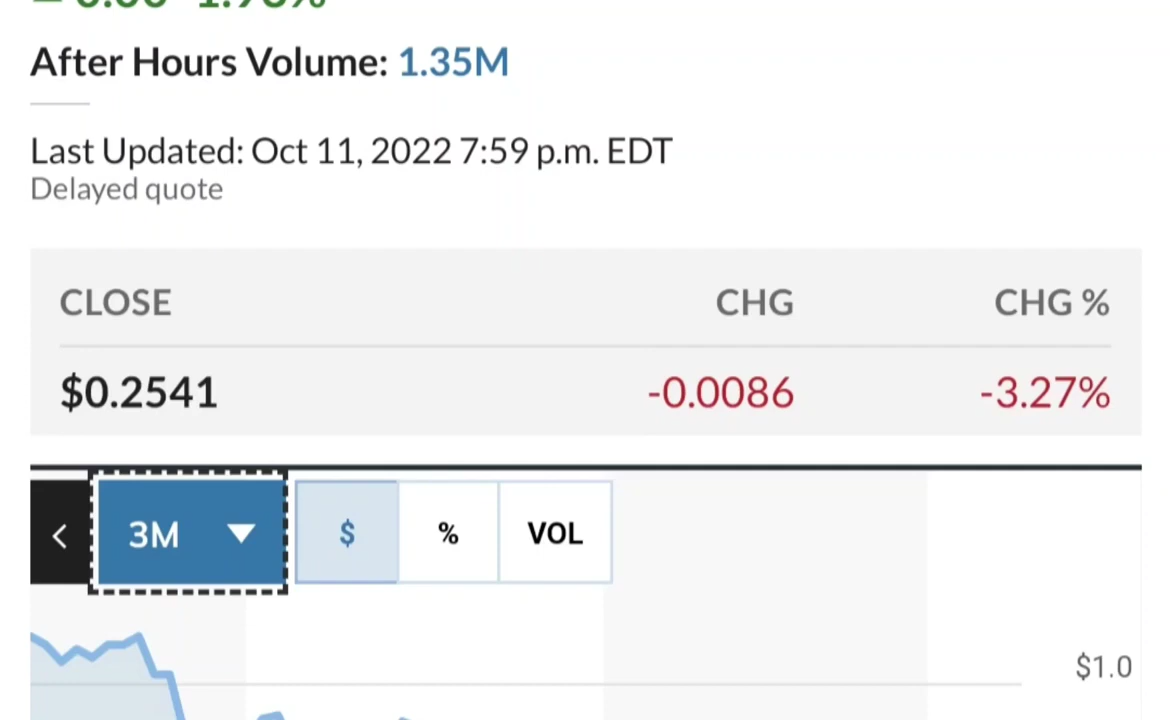 After Hours Volume: 1.35M
Last Updated: Oct 11, 2022 7:59 p.m. EDT
Delayed quote
CLOSE CHG CHG %
$0.2541 -0.0086 -3.27%
3M $ % VOL
$1.0